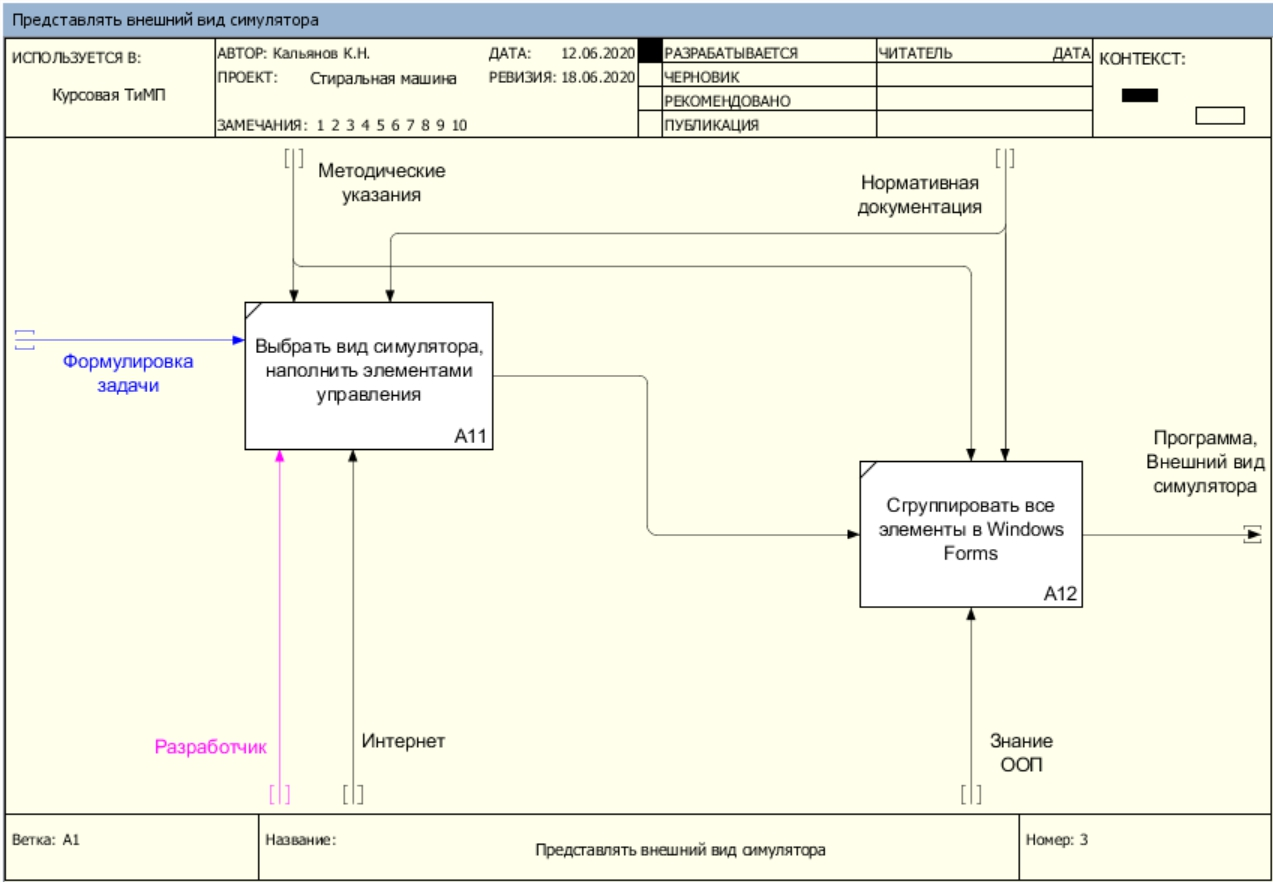 Представлять внешний вид симулятора
ИСПОЛЬЗУЕТСЯ В:
Курсовая ТиМП
АВТОР: Кальянов К.Н.
ДАТА: 12.06.2020
ПРОЕКТ: Стиральная машина
РЕВИЗИЯ: 18.06.2020
ЗАМЕЧАНИЯ: 1 2 3 4 5 6 7 8 9 10
РАЗРАБАТЫВАЕТСЯ
ЧЕРНОВИК
РЕКОМЕНДОВАНО
ПУБЛИКАЦИЯ
ЧИТАТЕЛЬ
ДАТА
КОНТЕКСТ:
Методические
указания
Нормативная
документация
Формулировка
задачи
Выбрать вид симулятора,
наполнить элементами
управления
A11
Программа,
Внешний вид
симулятора
Сгруппировать все
элементы в Windows
Forms
A12
Разработчик
Интернет
Знание
ООП
Ветка: A1
Название:
Представлять внешний вид симулятора
Номер: 3